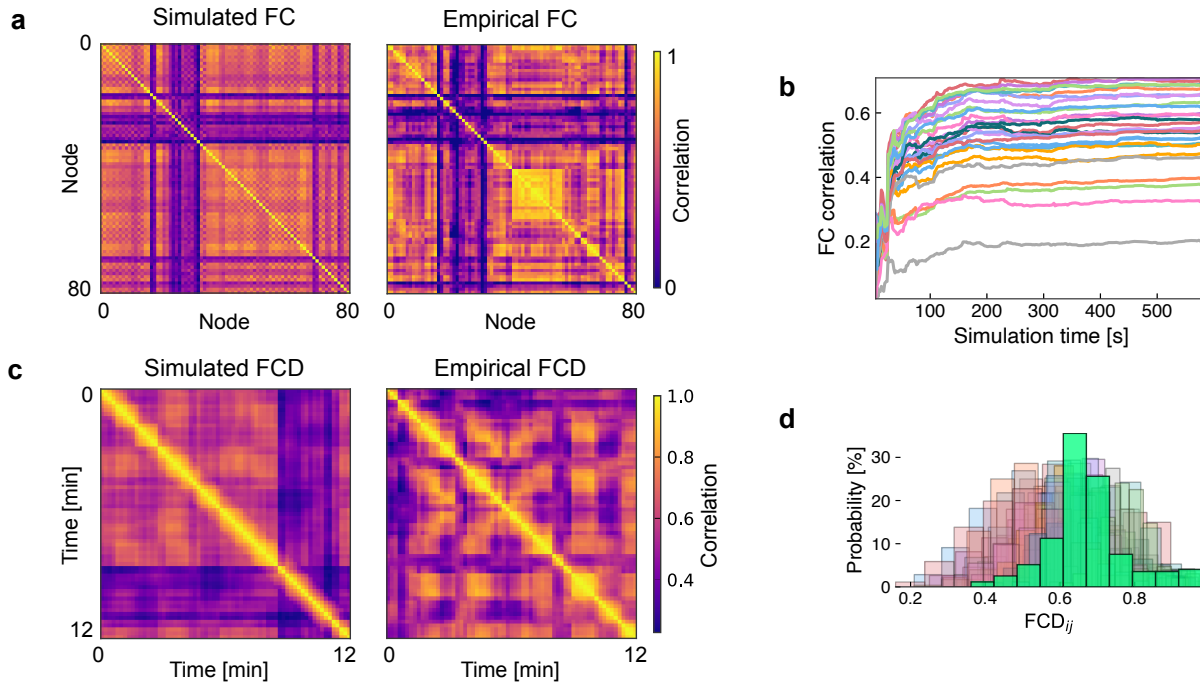 a
Simulated FC
Empirical FC
0
Node
80
0
Node
80
0
Node
80
1
Correlation
0
b
0.6
0.4
0.2
FC correlation
100
200
300
400
500
Simulation time [s]
c
Simulated FCD
Empirical FCD
0
Time [min]
12
0
Time [min]
12
0
Time [min]
12
1.0
0.8
0.6
0.4
Correlation
d
30
20
10
0
Probability [%]
0.2
0.4
0.6
0.8
FCDij